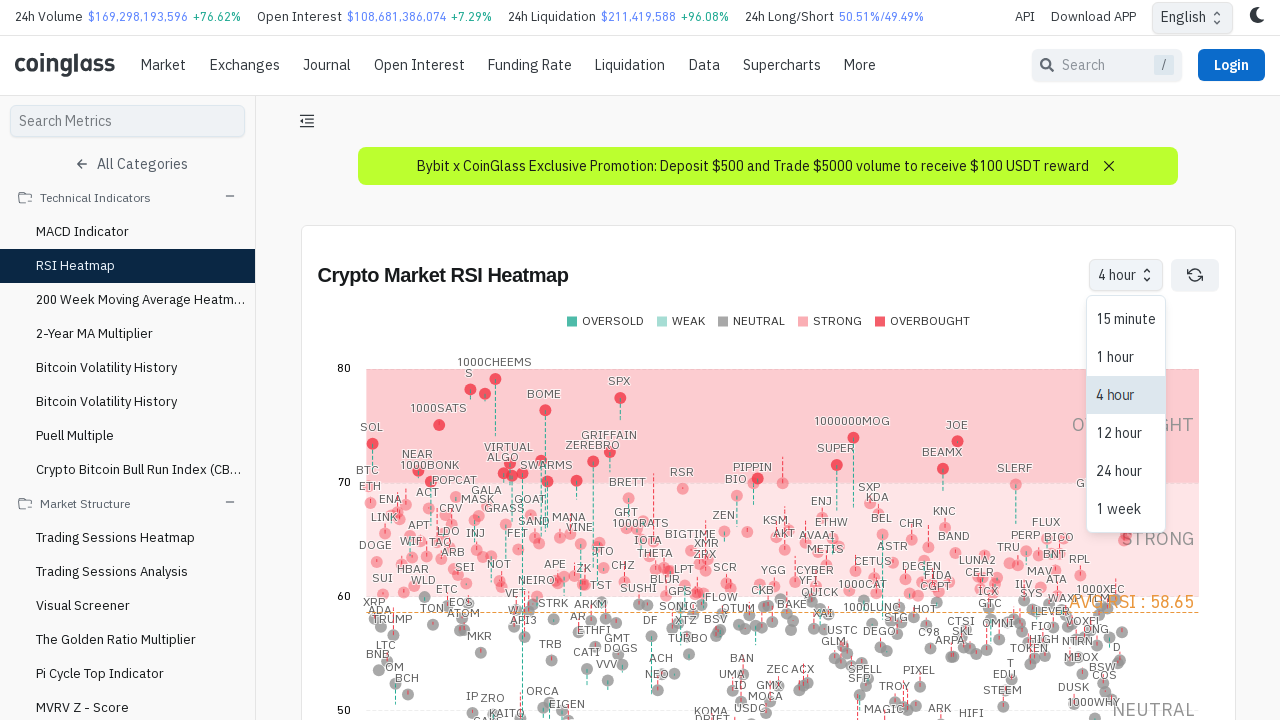 24h Volume $169,298,193,596 +76.62% Open Interest $108,681,386,074 +7.29% 24h Liquidation $211,419,588 +96.08% 24h Long/Short 50.51%/49.49% API Download APP English
coinglass Market Exchanges Journal Open Interest Funding Rate Liquidation Data Supercharts More Search / Login
Search Metrics
All Categories
Technical Indicators
MACD Indicator
RSI Heatmap
200 Week Moving Average Heatm...
2-Year MA Multiplier
Bitcoin Volatility History
Bitcoin Volatility History
Puell Multiple
Crypto Bitcoin Bull Run Index (CB...
Market Structure
Trading Sessions Heatmap
Trading Sessions Analysis
Visual Screener
The Golden Ratio Multiplier
Pi Cycle Top Indicator
MVRV Z - Score
Bybit x CoinGlass Exclusive Promotion: Deposit $500 and Trade $5000 volume to receive $100 USDT reward
Crypto Market RSI Heatmap
4 hour
15 minute
1 hour
4 hour
12 hour
24 hour
1 week
OVERSOLD WEAK NEUTRAL STRONG OVERBOUGHT
1000CHEEMS
80
S SPX
BOME
1000SATS
SOL 1000000MOG JOE
GRIFFAIN
VIRTUAL ZEREBRO SUPER
NEAR ALGO BEAMX
BTC 1000BONK SWARMS PIPPIN SLERF
RSR
70
ETH POPCAT BRETT BIO
ACT GALA SXP
ENA MASK GOAT ENJ KDA
CRV GRASS GRT ZEN KNC
LINK SAND MANA 1000RATS KSM ETHW BEL CHR FLUX
APT LDO INJ FET VINE BIGTIME AKT AVAAI BAND PERP BICO
DOGE WIF TAO IOTA XMR METIS ASTR TRU BNT
ARB JTO THETA ZRX RPL
HBAR SEI NOT APE ZK CHZ LPT SCR YGG CYBER CETUS DEGEN LUNA2 MAV
SUI WLD NEIRO TST BLUR YFI FIDA CELR ATA
ETC VET SUSHI GPS CKB QUICK 1000CAT CGPT ICX ILV SYS 1000XEC
60
XRP ADA TON EOS STRK ARKM SONIC FLOW QTUM BAKE 1000LUNC HOT GTC WAXP TLM
AVG RSI : 58.65
TRUMP ATOM API3 AR DF XTZ BSV XAI STG CTSI OMNI LEVER VOXEL
MKR ETHFI TURBO USTC DEGO C98 SKL FIO ONG
LTC TRB GMT GLM ARPA HIGH NTRN D
BNB CATI DOGS ACH BAN TOKEN MBOX
OM VVV NEO UMA ZEC ACX SPELL PIXEL T BSW
BCH ID GMX SFP TROY EDU COS
IP ZRO ORCA MOCA STEEM DUSK
EIGEN USDC MAGIC ARK 1000WHY
50 KAITO KOMA HIFI NEUTRAL
STRONG